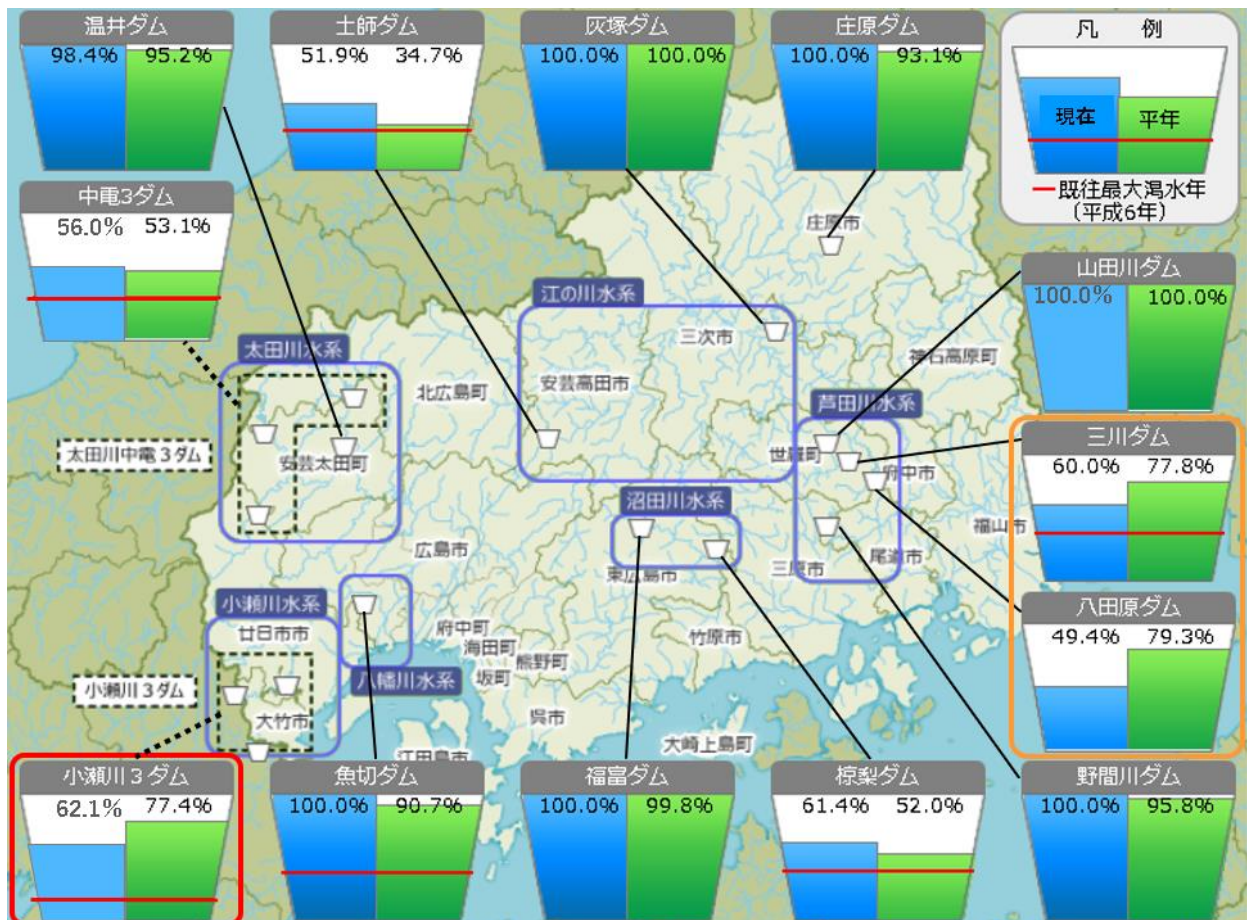 温井ダム
98.4% 95.2%
土師ダム
51.9% 34.7%
灰塚ダム
100.0% 100.0%
庄原ダム
100.0% 93.1%
凡 例
現在 平年
既往最大渇水年
(平成6年)
中電3ダム
56.0% 53.1%
庄原市
山田川ダム
100.0% 100.0%
江の川水系
三次市
神石高原町
太田川水系
北広島町
安芸高田市
芦田川水系
太田川中電3ダム
安芸太田町
世羅町
府中市
三川ダム
60.0% 77.8%
沼田川水系
福山市
広島市
東広島市
三原市
尾道市
小瀬川水系
廿日市市
府中町
海田町
熊野町
坂町
竹原市
八田原ダム
49.4% 79.3%
八幡川水系
小瀬川3ダム
大竹市
呉市
江田島市
大崎上島町
小瀬川3ダム
62.1% 77.4%
魚切ダム
100.0% 90.7%
福富ダム
100.0% 99.8%
椋梨ダム
61.4% 52.0%
野間川ダム
100.0% 95.8%